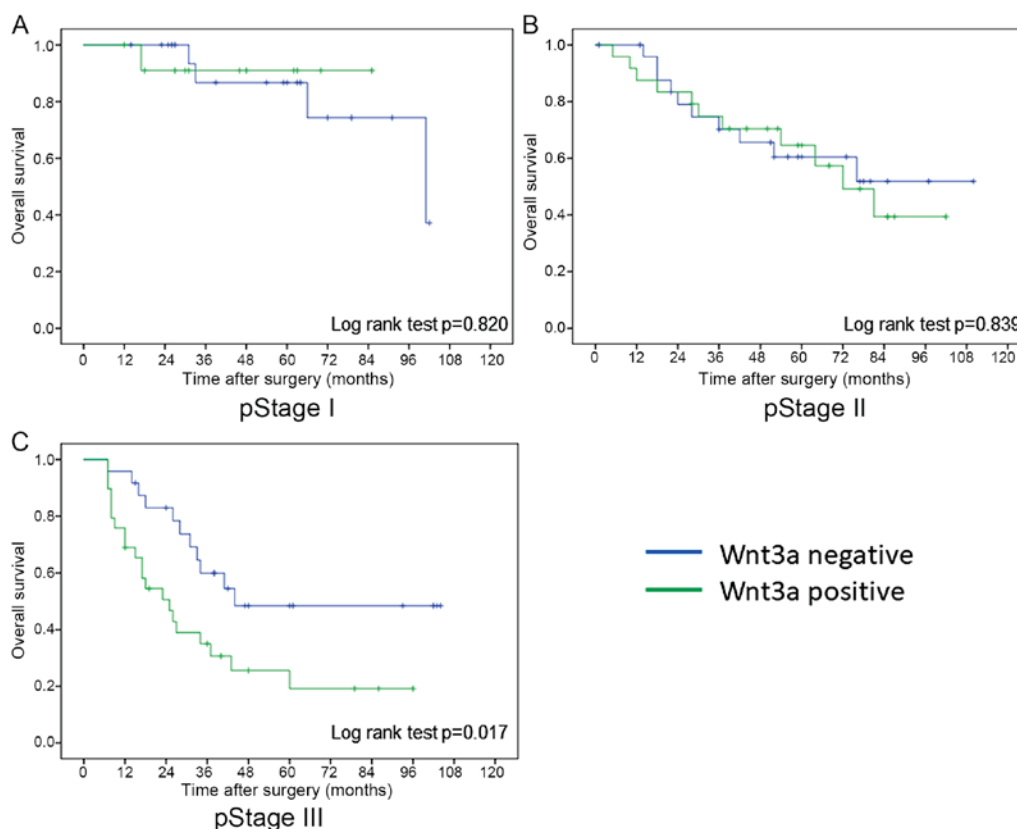 A
1.0
0.8
0.6
0.4
0.2
0.0
Overall survival
Log rank test p=0.820
0 12 24 36 48 60 72 84 96 108 120
Time after surgery (months)
pStage I
B
1.0
0.8
0.6
0.4
0.2
0.0
Overall survival
Log rank test p=0.839
0 12 24 36 48 60 72 84 96 108 120
Time after surgery (months)
pStage II
C
1.0
0.8
0.6
0.4
0.2
0.0
Overall survival
Log rank test p=0.017
0 12 24 36 48 60 72 84 96 108 120
Time after surgery (months)
pStage III
Wnt3a negative
Wnt3a positive